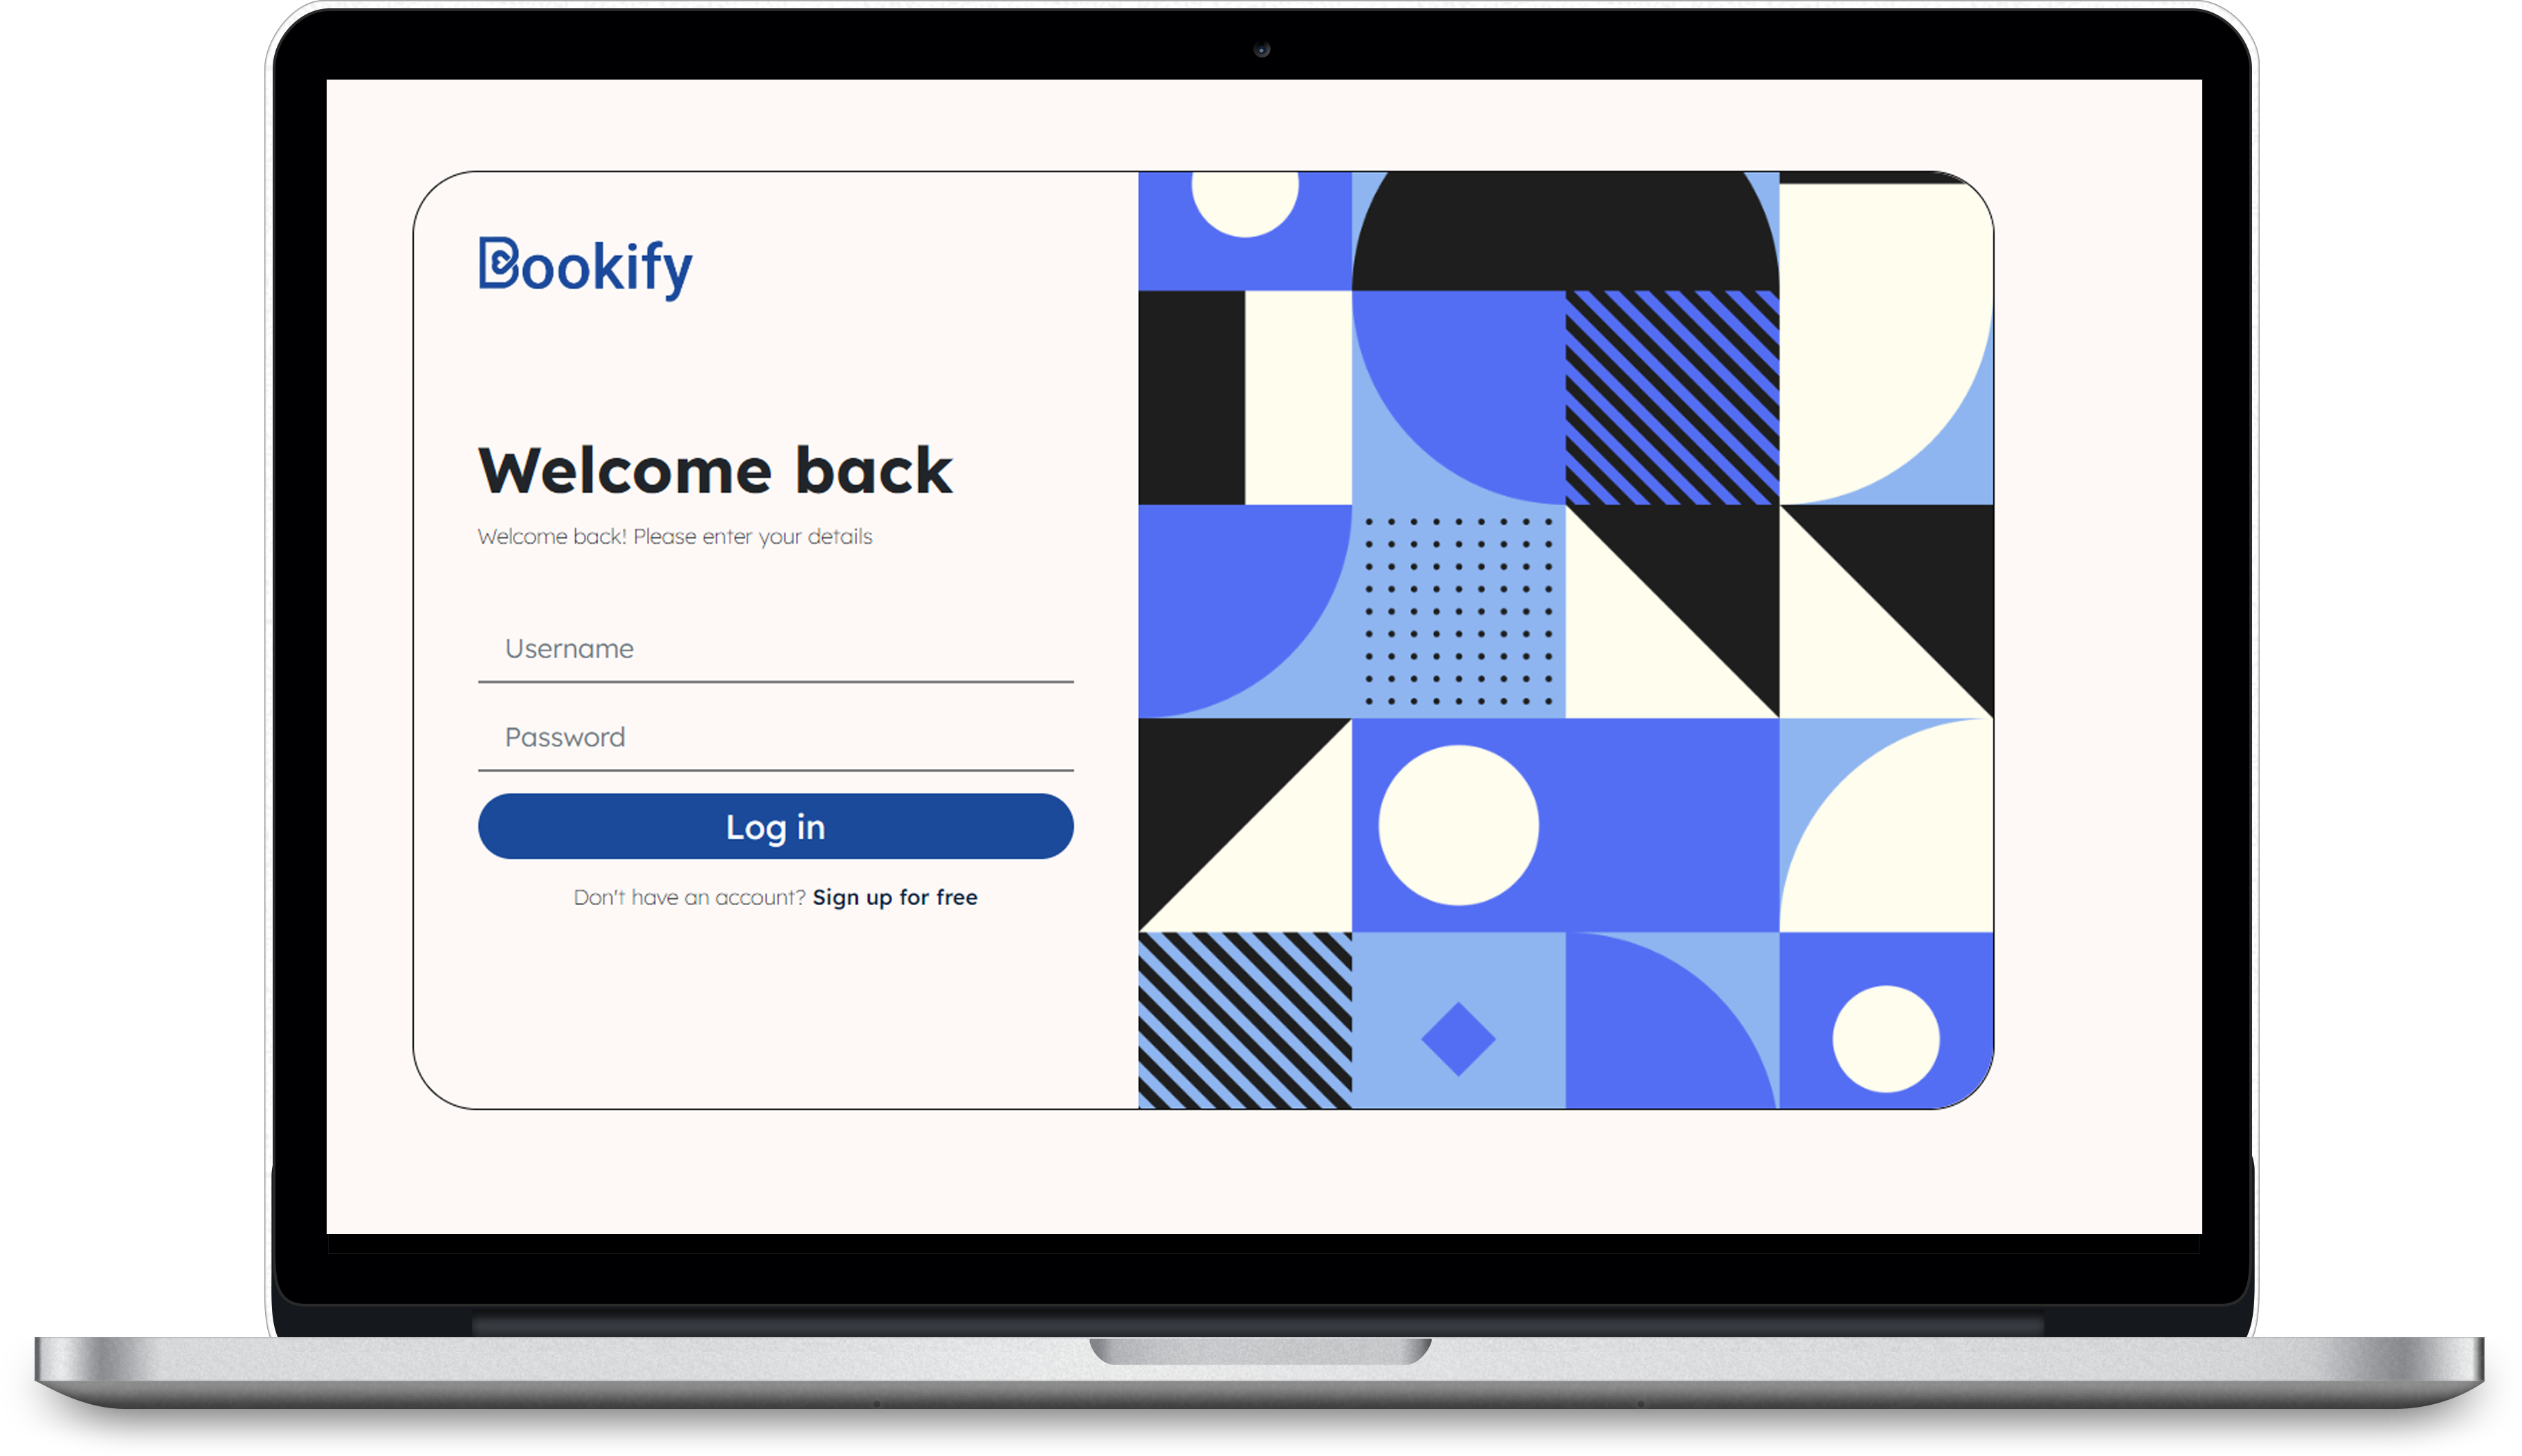 Bookify
Welcome back
Welcome back! Please enter your details
Username
Password
Log in
Don't have an account? Sign up for free